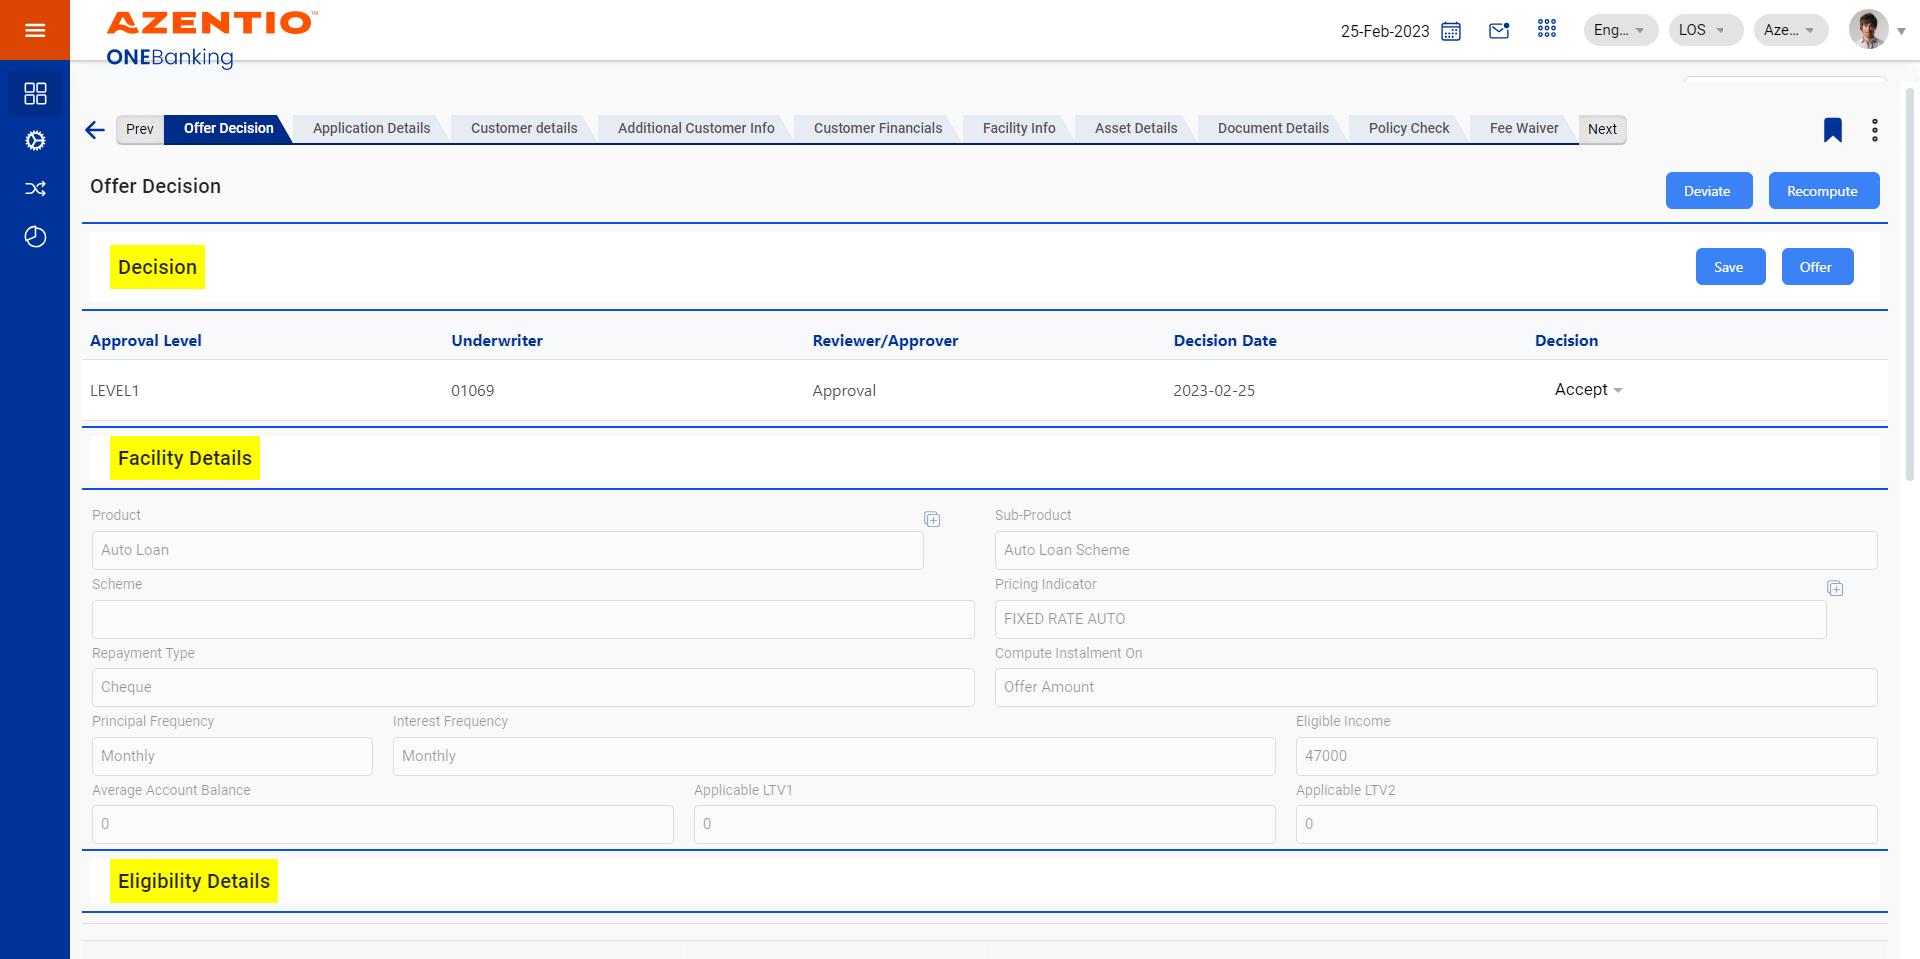 AZENTIO™
ONEBanking
25-Feb-2023
Eng...
LOS
Aze...
Prev
Offer Decision
Application Details
Customer details
Additional Customer Info
Customer Financials
Facility Info
Asset Details
Document Details
Policy Check
Fee Waiver
Next
Offer Decision
Deviate
Recompute
Decision
Save
Offer
Approval Level Underwriter Reviewer/Approver Decision Date Decision
LEVEL1 01069 Approval 2023-02-25 Accept
Facility Details
Product
Auto Loan
Sub-Product
Auto Loan Scheme
Scheme
Pricing Indicator
FIXED RATE AUTO
Repayment Type
Cheque
Compute Instalment On
Offer Amount
Principal Frequency
Monthly
Interest Frequency
Monthly
Eligible Income
47000
Average Account Balance
0
Applicable LTV1
0
Applicable LTV2
0
Eligibility Details